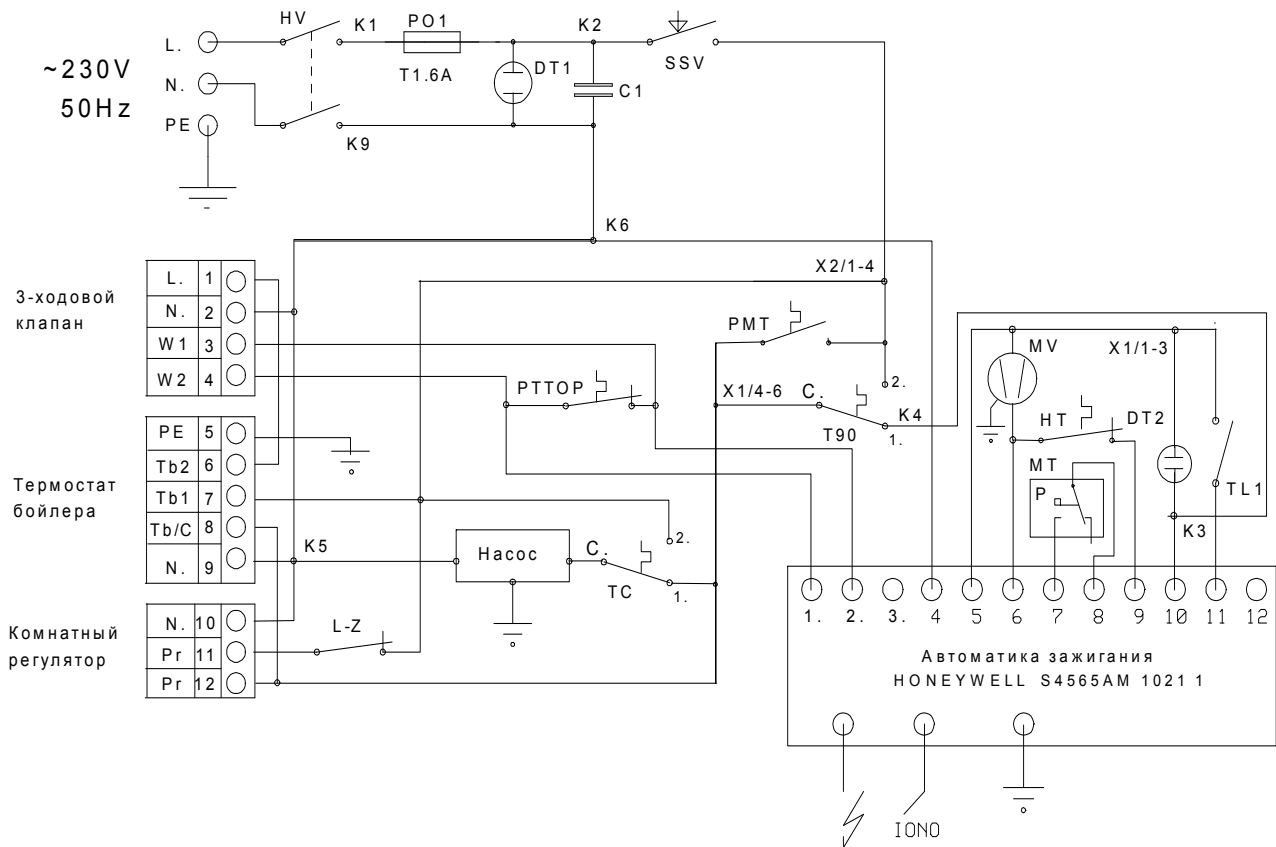 HV
K1
PO1
K2
L.
~230V
N.
T1.6A
DT1
C1
SSV
50Hz
PE
K9
K6
X2/1-4
3-ходовой
клапан
L. 1
N. 2
W1 3
W2 4
PMT
MV
X1/1-3
PTTOP
X1/4-6
C.
2.
K4
T90
1.
HT
DT2
MT
P
TL1
K3
Термостат
бойлера
PE 5
Tb2 6
Tb1 7
Tb/C 8
N. 9
K5
Насос
C.
2.
TC
1.
Комнатный
регулятор
N. 10
Pr 11
Pr 12
L-Z
1. 2. 3. 4 5 6 7 8 9 10 11 12
Автоматика зажигания
HONEYWELL S4565AM 1021 1
IONO